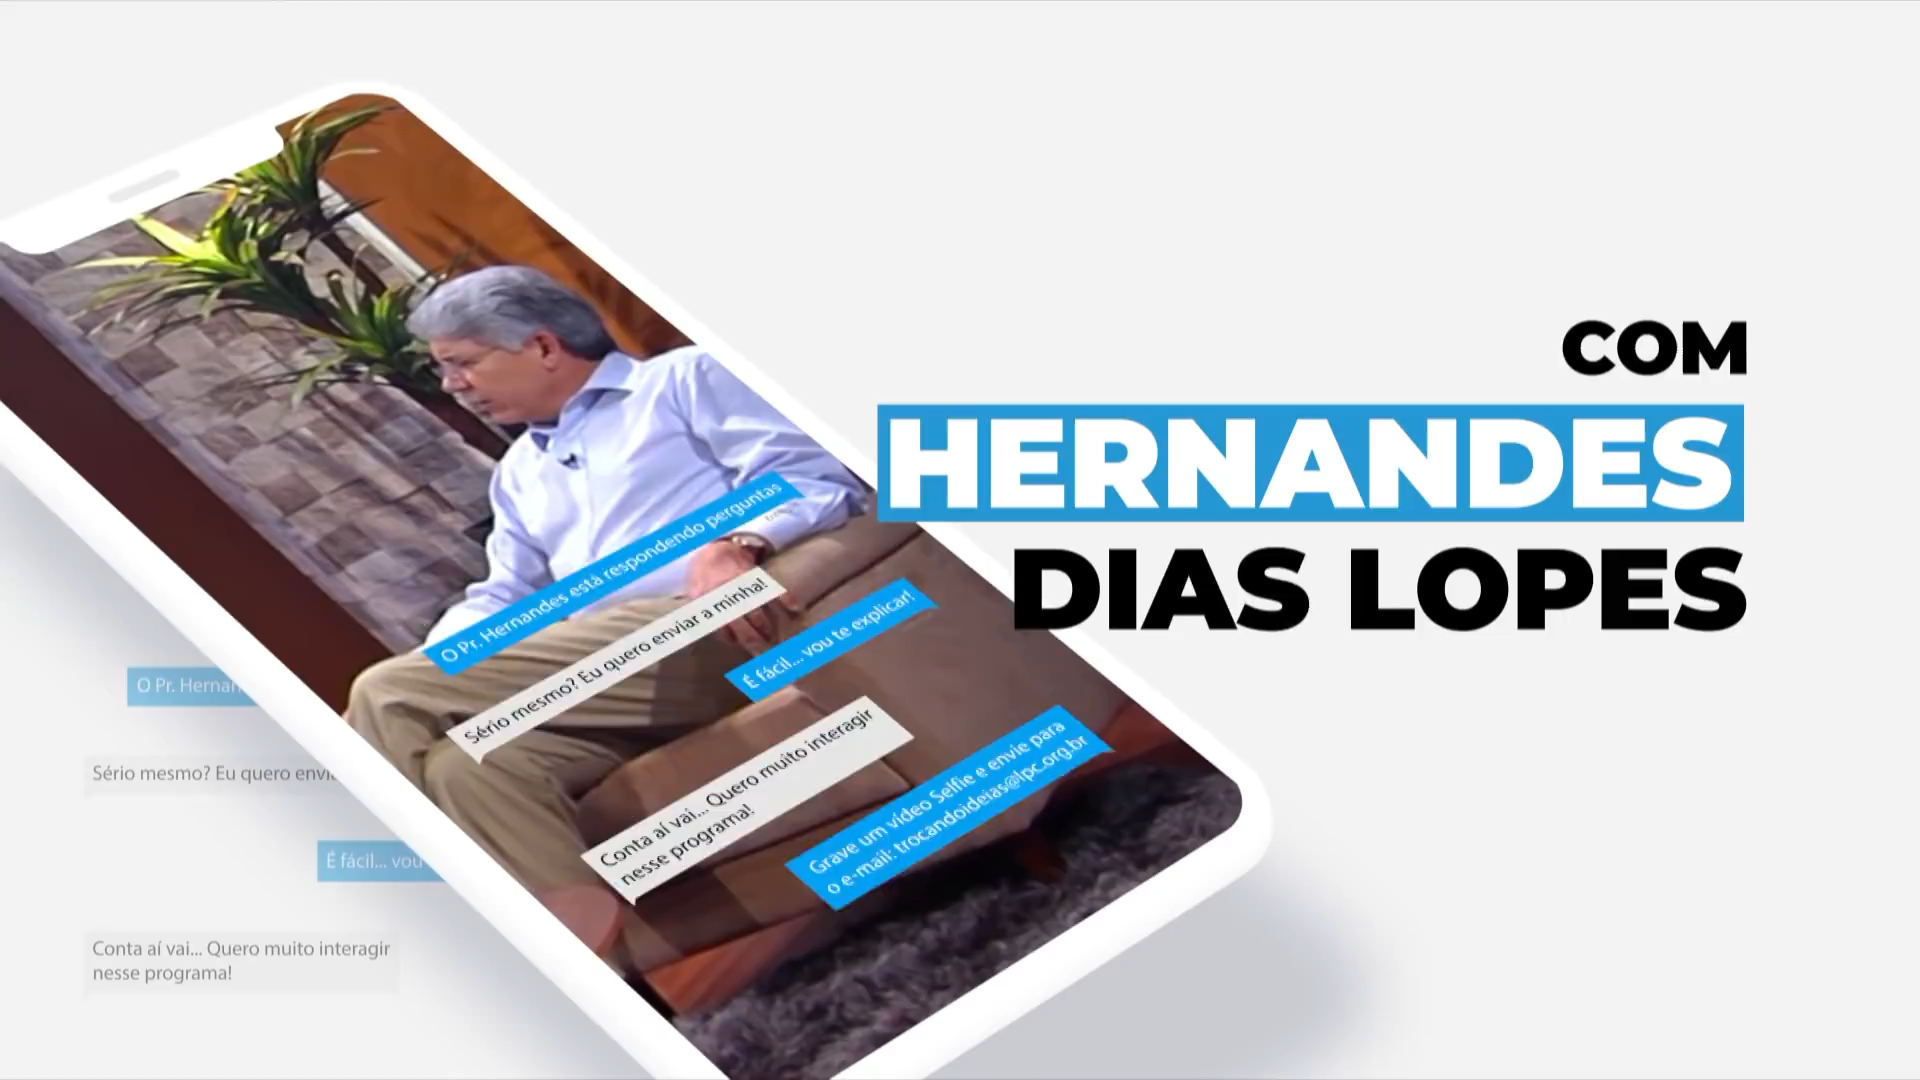 COM
HERNANDES
DIAS LOPES
O Pr. Hernandes está respondendo perguntas
Sério mesmo? Eu quero enviar a minha!
É fácil... vou te explicar!
Conta aí vai... Quero muito interagir
nesse programa!
Grave um vídeo Selfie e envie para
o e-mail: trocandoideias@lpc.org.br
O Pr. Hernan
Sério mesmo? Eu quero envi
É fácil... vou
Conta aí vai... Quero muito interagir
nesse programa!